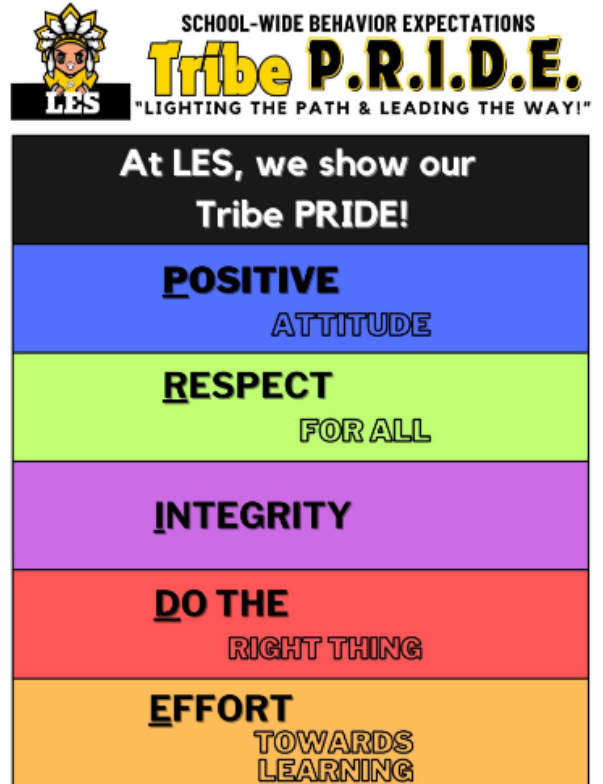 SCHOOL-WIDE BEHAVIOR EXPECTATIONS
Tribe P.R.I.D.E.
LES
"LIGHTING THE PATH & LEADING THE WAY!"
At LES, we show our
Tribe PRIDE!
POSITIVE
ATTITUDE
RESPECT
FOR ALL
INTEGRITY
DO THE
RIGHT THING
EFFORT
TOWARDS
LEARNING